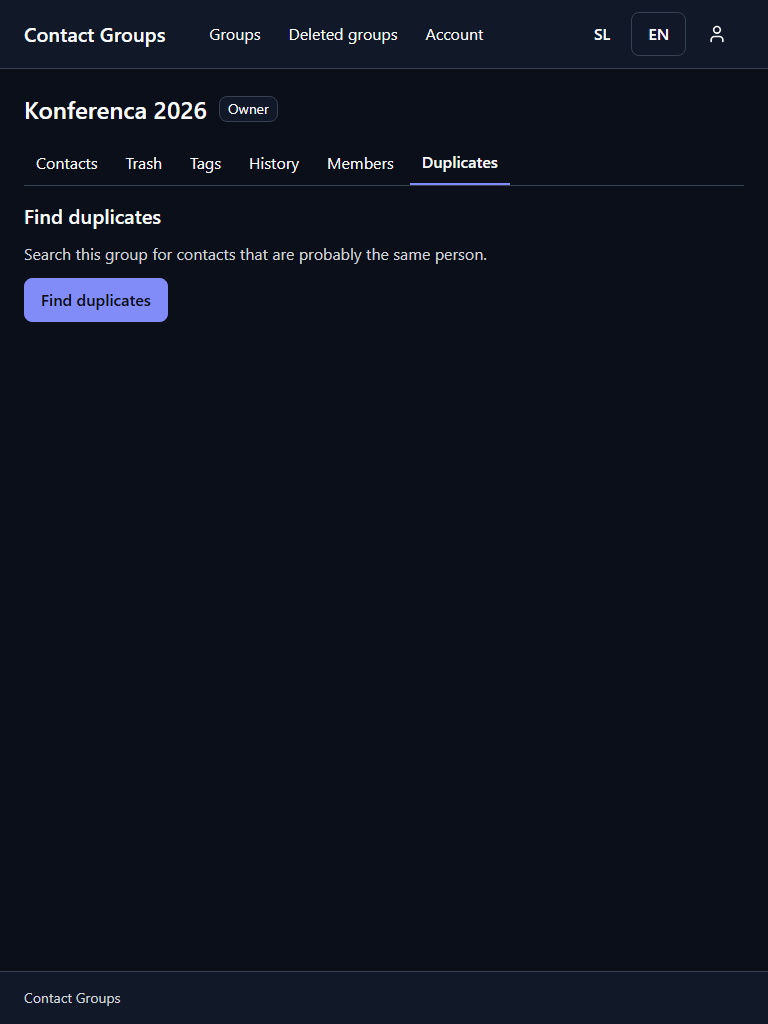 Contact Groups Groups Deleted groups Account SL EN
Konferenca 2026 Owner
Contacts Trash Tags History Members Duplicates
Find duplicates
Search this group for contacts that are probably the same person.
Find duplicates
Contact Groups